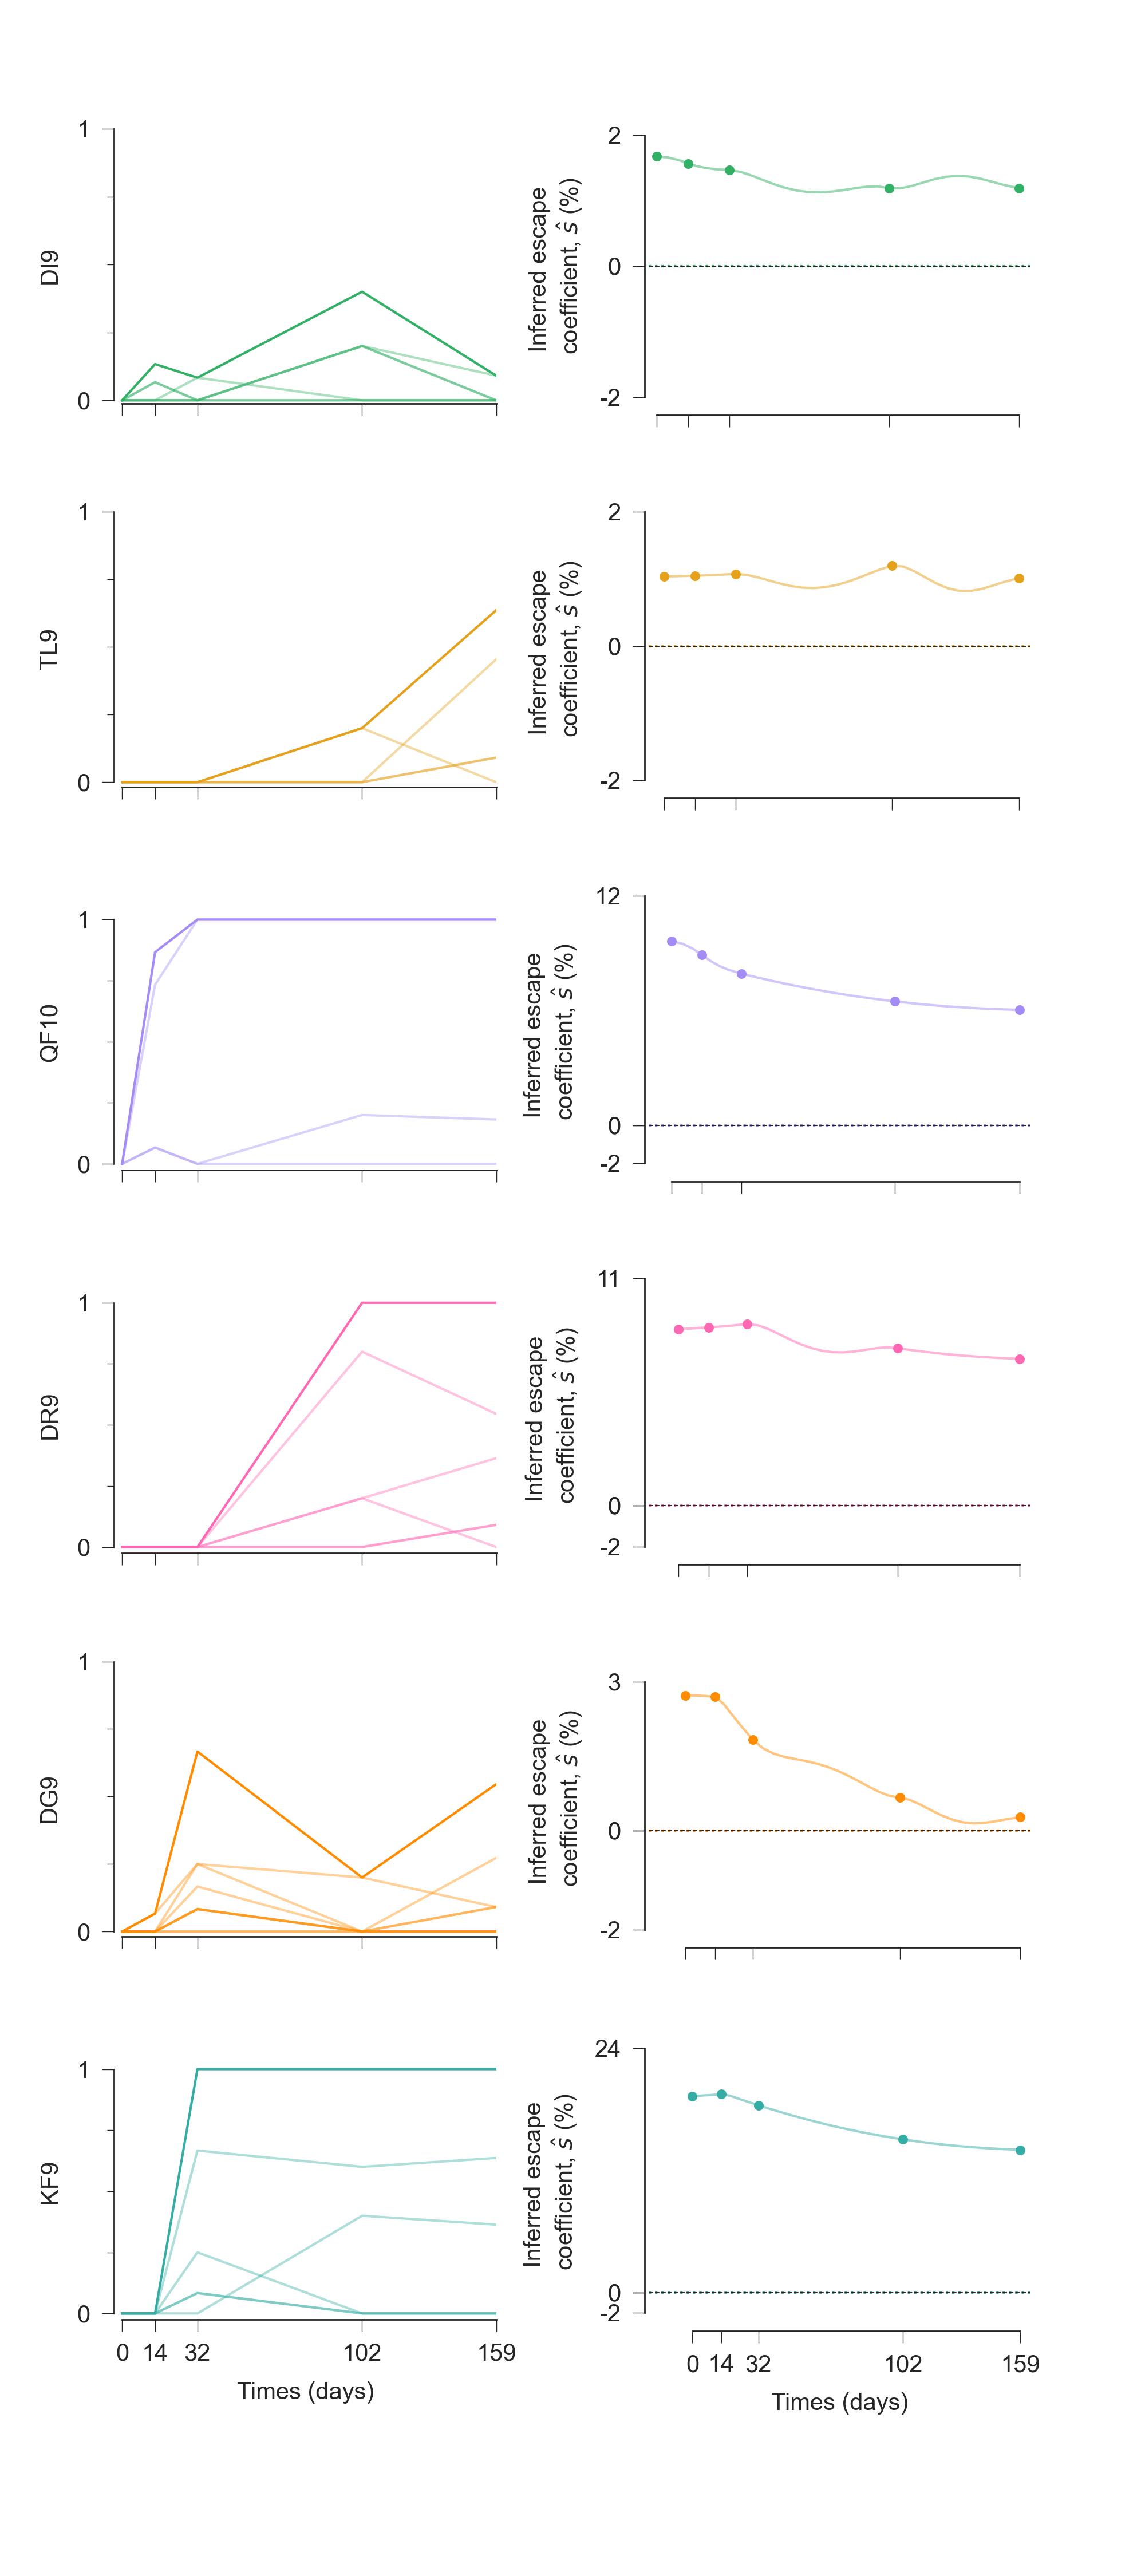 1
0
DI9
2
0
-2
Inferred escape
coefficient, ŝ (%)
1
0
TL9
2
0
-2
Inferred escape
coefficient, ŝ (%)
1
0
QF10
12
0
-2
Inferred escape
coefficient, ŝ (%)
1
0
DR9
11
0
-2
Inferred escape
coefficient, ŝ (%)
1
0
DG9
3
0
-2
Inferred escape
coefficient, ŝ (%)
1
0
KF9
0 14 32 102 159
Times (days)
24
0
-2
Inferred escape
coefficient, ŝ (%)
0 14 32 102 159
Times (days)